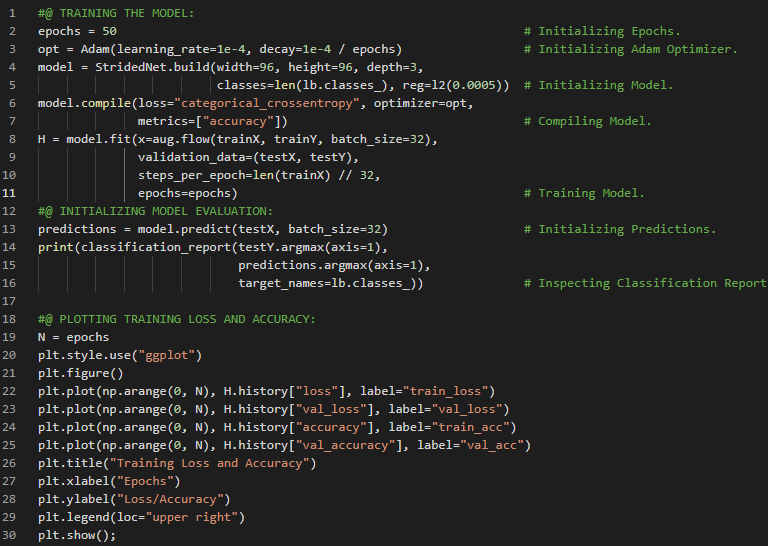 1 #@ TRAINING THE MODEL:
2 epochs = 50 # Initializing Epochs.
3 opt = Adam(learning_rate=1e-4, decay=1e-4 / epochs) # Initializing Adam Optimizer.
4 model = StridedNet.build(width=96, height=96, depth=3,
5 classes=len(lb.classes_), reg=l2(0.0005)) # Initializing Model.
6 model.compile(loss="categorical_crossentropy", optimizer=opt,
7 metrics=["accuracy"]) # Compiling Model.
8 H = model.fit(x=aug.flow(trainX, trainY, batch_size=32),
9 validation_data=(testX, testY),
10 steps_per_epoch=len(trainX) // 32,
11 epochs=epochs) # Training Model.
12 #@ INITIALIZING MODEL EVALUATION:
13 predictions = model.predict(testX, batch_size=32) # Initializing Predictions.
14 print(classification_report(testY.argmax(axis=1),
15 predictions.argmax(axis=1),
16 target_names=lb.classes_)) # Inspecting Classification Report
17
18 #@ PLOTTING TRAINING LOSS AND ACCURACY:
19 N = epochs
20 plt.style.use("ggplot")
21 plt.figure()
22 plt.plot(np.arange(0, N), H.history["loss"], label="train_loss")
23 plt.plot(np.arange(0, N), H.history["val_loss"], label="val_loss")
24 plt.plot(np.arange(0, N), H.history["accuracy"], label="train_acc")
25 plt.plot(np.arange(0, N), H.history["val_accuracy"], label="val_acc")
26 plt.title("Training Loss and Accuracy")
27 plt.xlabel("Epochs")
28 plt.ylabel("Loss/Accuracy")
29 plt.legend(loc="upper right")
30 plt.show();